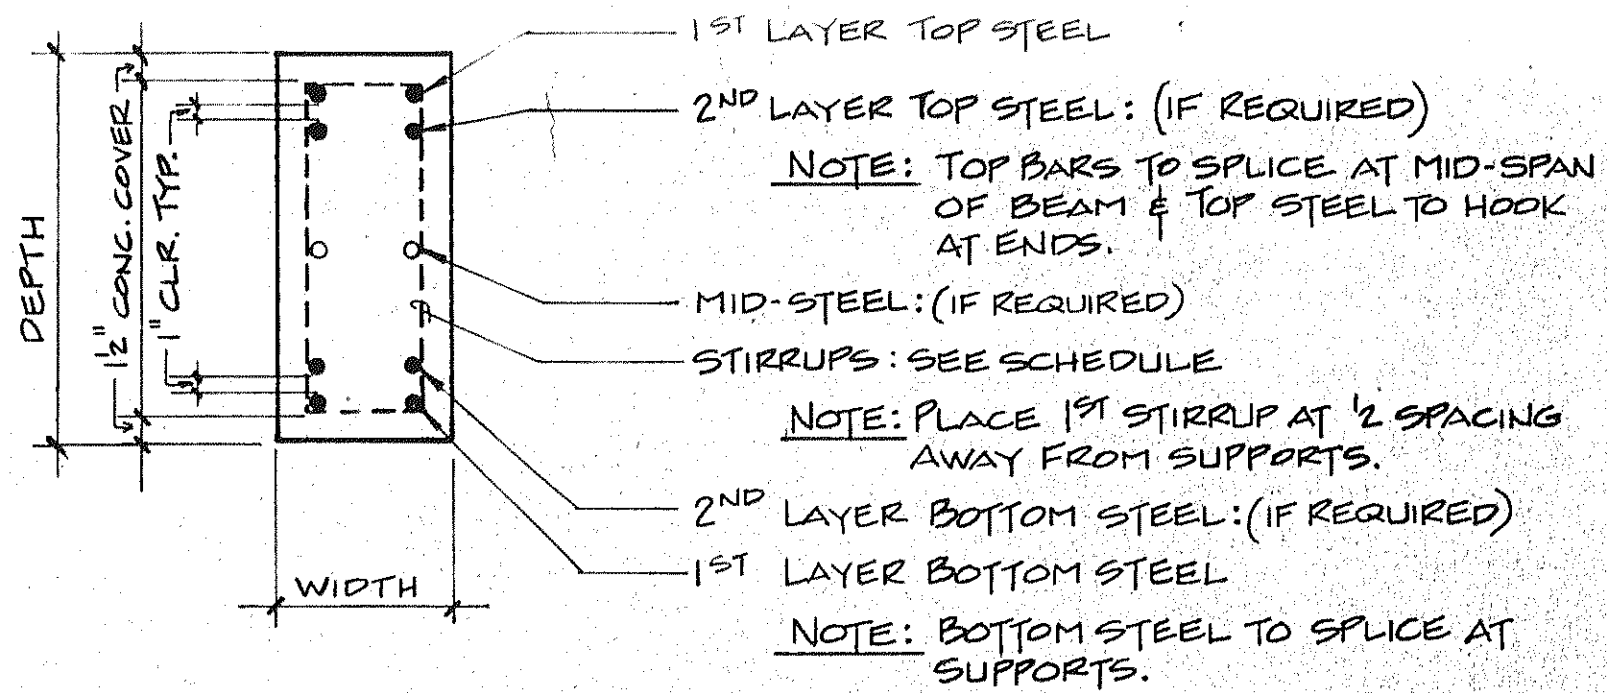 1ST LAYER TOP STEEL
2ND LAYER TOP STEEL: (IF REQUIRED)
NOTE: TOP BARS TO SPLICE AT MID-SPAN
OF BEAM & TOP STEEL TO HOOK
AT ENDS.
MID-STEEL: (IF REQUIRED)
STIRRUPS: SEE SCHEDULE
NOTE: PLACE 1ST STIRRUP AT 1/2 SPACING
AWAY FROM SUPPORTS.
2ND LAYER BOTTOM STEEL: (IF REQUIRED)
1ST LAYER BOTTOM STEEL
NOTE: BOTTOM STEEL TO SPLICE AT
SUPPORTS.
DEPTH
1 1/2" CONC. COVER
1" CLR. TYP.
WIDTH